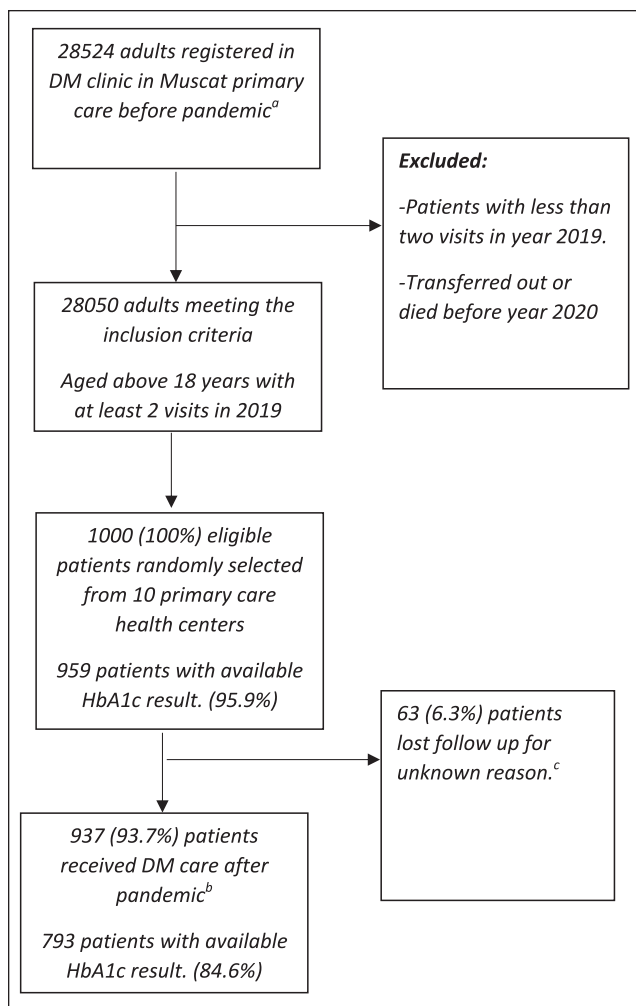 28524 adults registered in
DM clinic in Muscat primary
care before pandemicᵃ
Excluded:
-Patients with less than
two visits in year 2019.
-Transferred out or
died before year 2020
28050 adults meeting the
inclusion criteria
Aged above 18 years with
at least 2 visits in 2019
1000 (100%) eligible
patients randomly selected
from 10 primary care
health centers
959 patients with available
HbA1c result. (95.9%)
63 (6.3%) patients
lost follow up for
unknown reason.ᶜ
937 (93.7%) patients
received DM care after
pandemicᵇ
793 patients with available
HbA1c result. (84.6%)